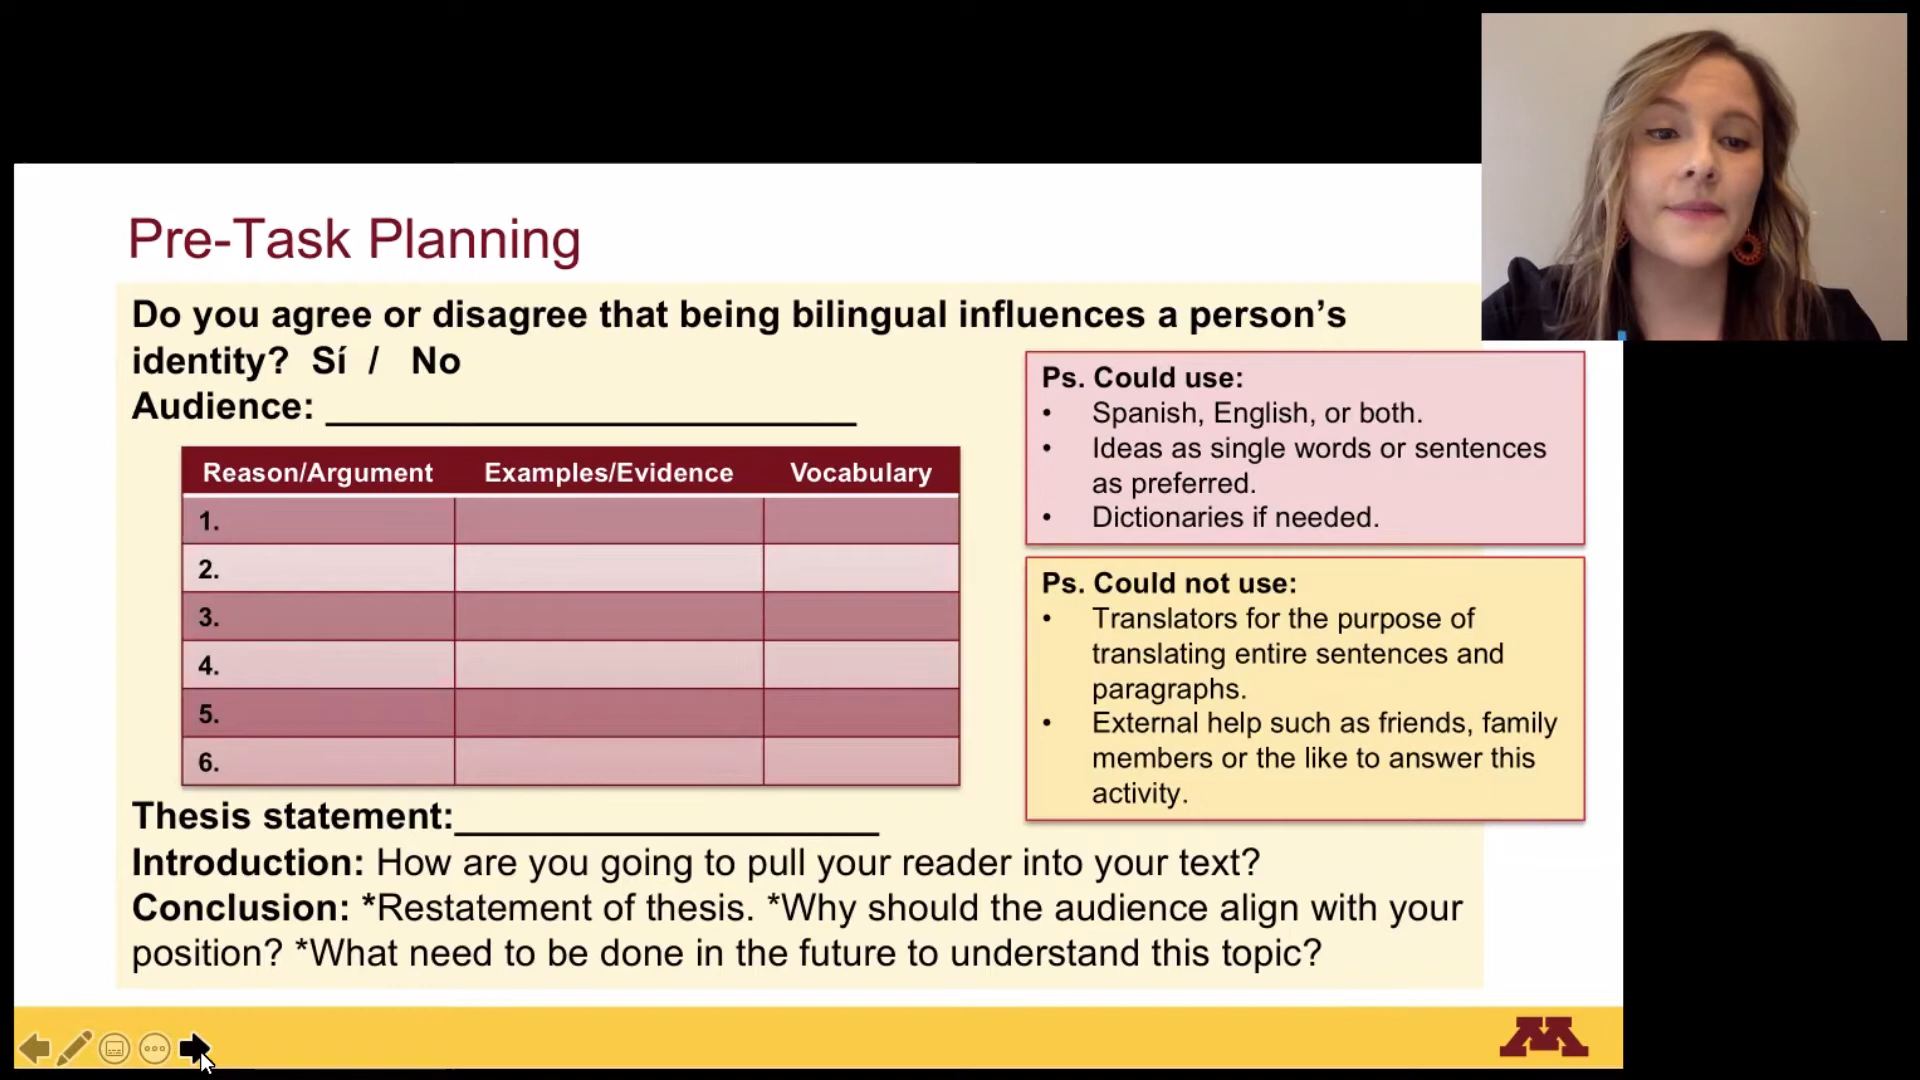 Pre-Task Planning
Do you agree or disagree that being bilingual influences a person’s
identity? Sí / No
Audience: _________________________
Reason/Argument Examples/Evidence Vocabulary
1.
2.
3.
4.
5.
6.
Ps. Could use:
• Spanish, English, or both.
• Ideas as single words or sentences
as preferred.
• Dictionaries if needed.
Ps. Could not use:
• Translators for the purpose of
translating entire sentences and
paragraphs.
• External help such as friends, family
members or the like to answer this
activity.
Thesis statement:____________________
Introduction: How are you going to pull your reader into your text?
Conclusion: *Restatement of thesis. *Why should the audience align with your
position? *What need to be done in the future to understand this topic?
M